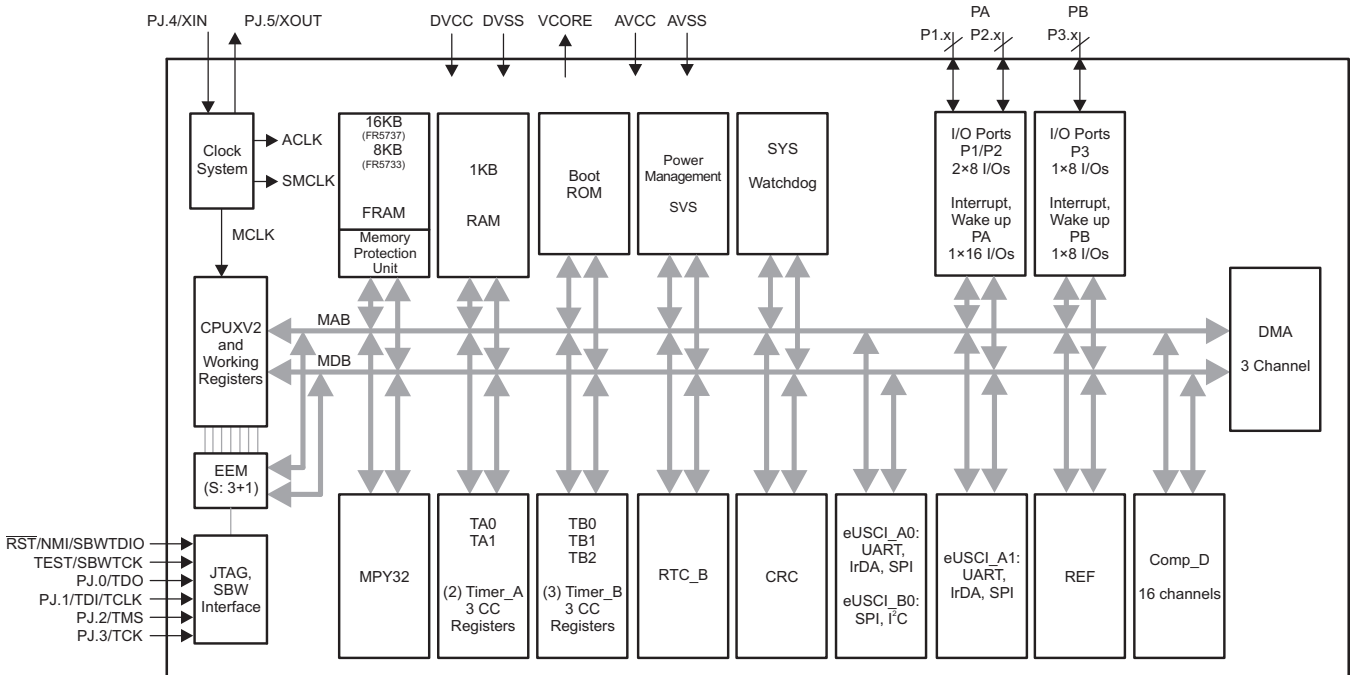 PJ.4/XIN
PJ.5/XOUT
DVCC
DVSS
VCORE
AVCC
AVSS
PA
PB
P1.x
P2.x
P3.x
Clock
System
ACLK
SMCLK
MCLK
16KB
(FR5737)
8KB
(FR5733)
FRAM
Memory
Protection
Unit
1KB
RAM
Boot
ROM
Power
Management
SVS
SYS
Watchdog
I/O Ports
P1/P2
2×8 I/Os
Interrupt,
Wake up
PA
1×16 I/Os
I/O Ports
P3
1×8 I/Os
Interrupt,
Wake up
PB
1×8 I/Os
CPUXV2
and
Working
Registers
MAB
MDB
DMA
3 Channel
EEM
(S: 3+1)
RST/NMI/SBWTDIO
TEST/SBWTCK
PJ.0/TDO
PJ.1/TDI/TCLK
PJ.2/TMS
PJ.3/TCK
JTAG,
SBW
Interface
MPY32
TA0
TA1
(2) Timer_A
3 CC
Registers
TB0
TB1
TB2
(3) Timer_B
3 CC
Registers
RTC_B
CRC
eUSCI_A0:
UART,
IrDA, SPI
eUSCI_B0:
SPI, I²C
eUSCI_A1:
UART,
IrDA, SPI
REF
Comp_D
16 channels